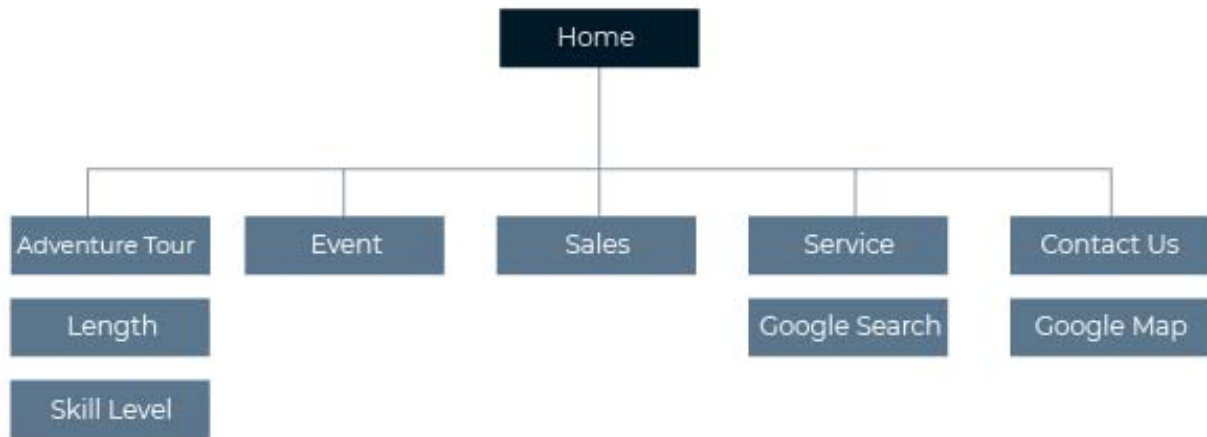 Home
Adventure Tour
Event
Sales
Service
Contact Us
Length
Google Search
Google Map
Skill Level